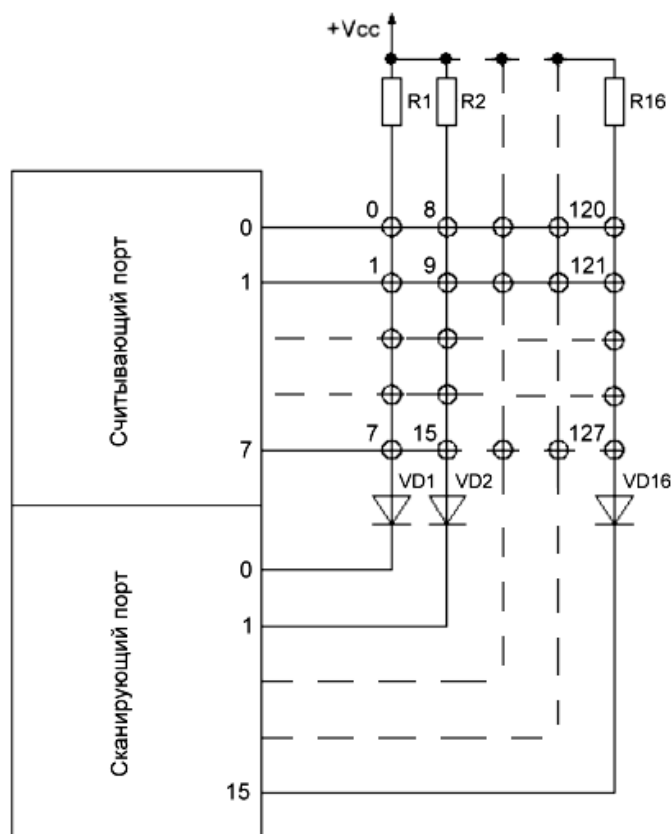 +Vcc
R1 R2 R16
0 8 120
0
1 9 121
1
Считывающий порт
7 15 127
7
VD1 VD2 VD16
0
1
Сканирующий порт
15